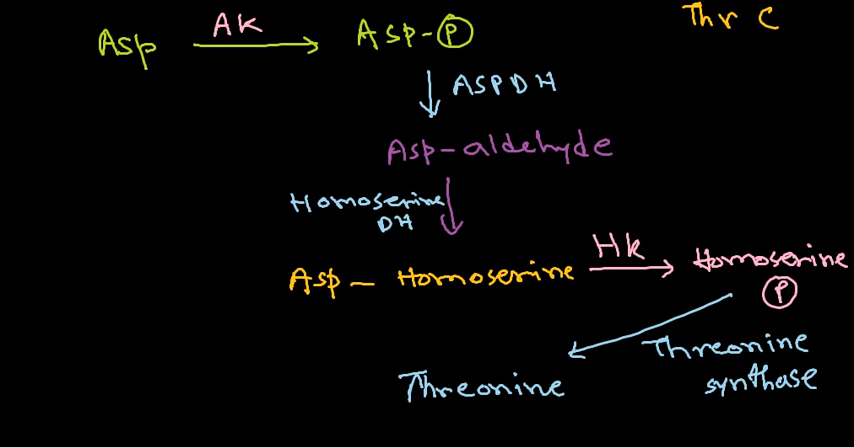 Thr C
AK
Asp → Asp-Ⓟ
↓ ASPDH
Asp-aldehyde
Homoserine
DH
Asp - Homoserine
HK
→ Homoserine
Ⓟ
Threonine
synthase
Threonine